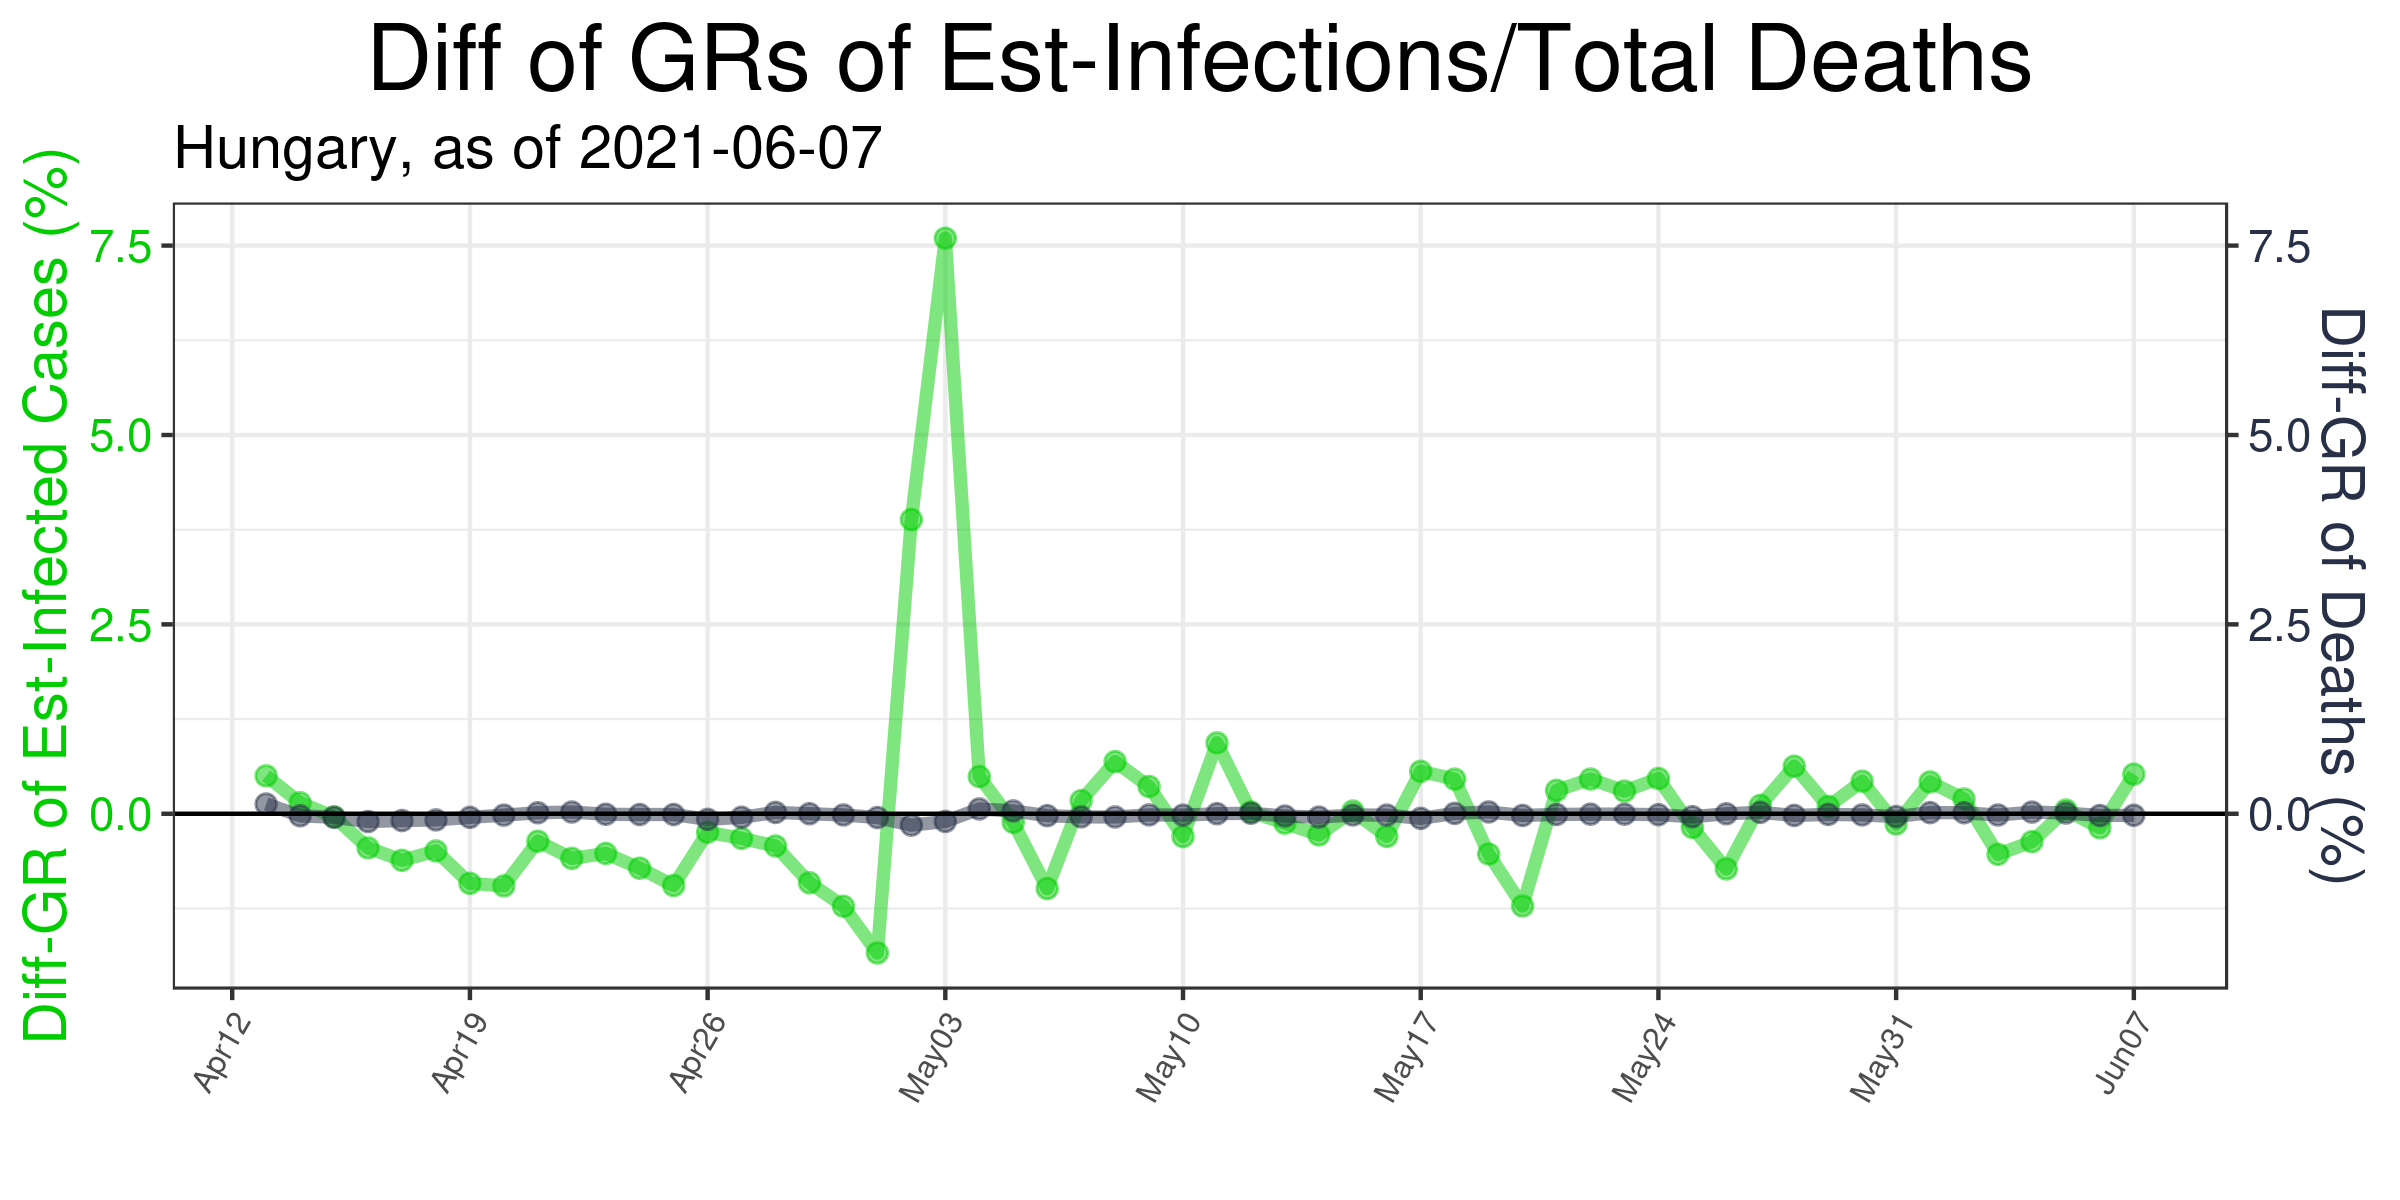 Diff of GRs of Est-Infections/Total Deaths
Hungary, as of 2021-06-07
Diff-GR of Est-Infected Cases (%)
7.5
5.0
2.5
0.0
7.5
5.0
2.5
0.0
Diff-GR of Deaths (%)
Apr12
Apr19
Apr26
May03
May10
May17
May24
May31
Jun07